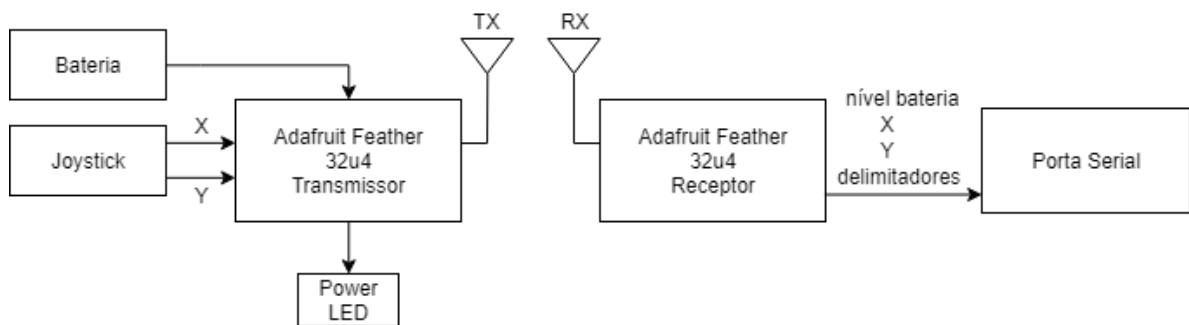 TX
RX
Bateria
nível bateria
X
Y
delimitadores
X
Joystick
Y
Adafruit Feather
32u4
Transmissor
Adafruit Feather
32u4
Receptor
Porta Serial
Power
LED